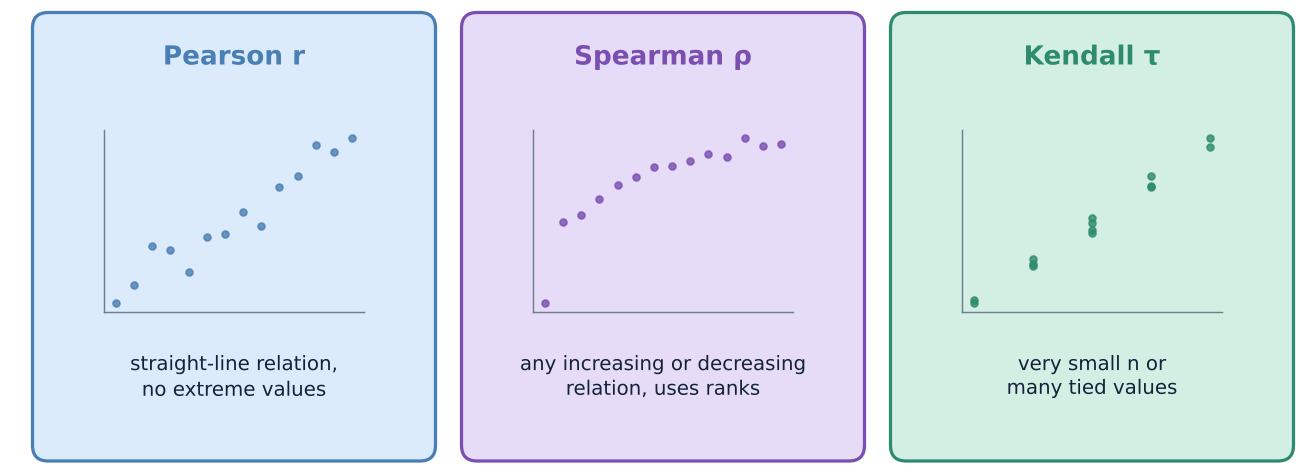 Pearson r
straight-line relation,
no extreme values
Spearman ρ
any increasing or decreasing
relation, uses ranks
Kendall τ
very small n or
many tied values